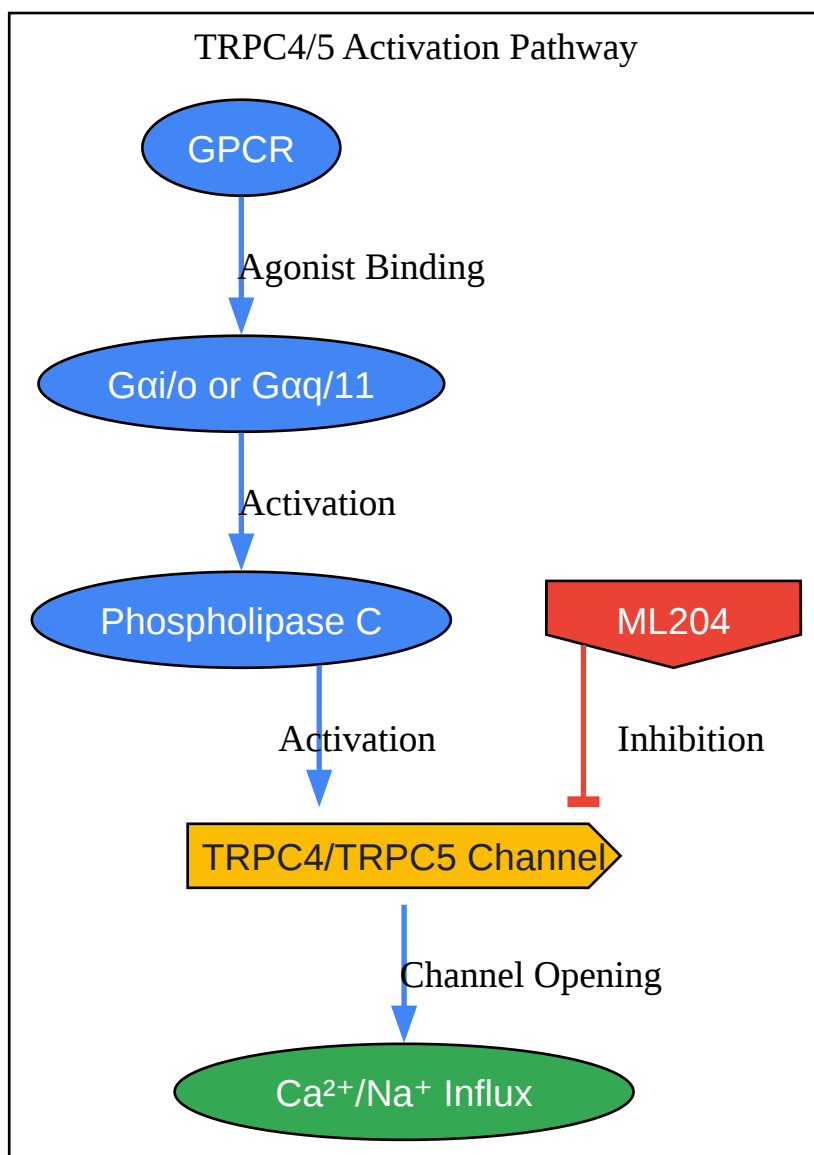 TRPC4/5 Activation Pathway
GPCR
Agonist Binding
Gαi/o or Gαq/11
Activation
Phospholipase C
ML204
Activation
Inhibition
TRPC4/TRPC5 Channel
Channel Opening
Ca²⁺/Na⁺ Influx